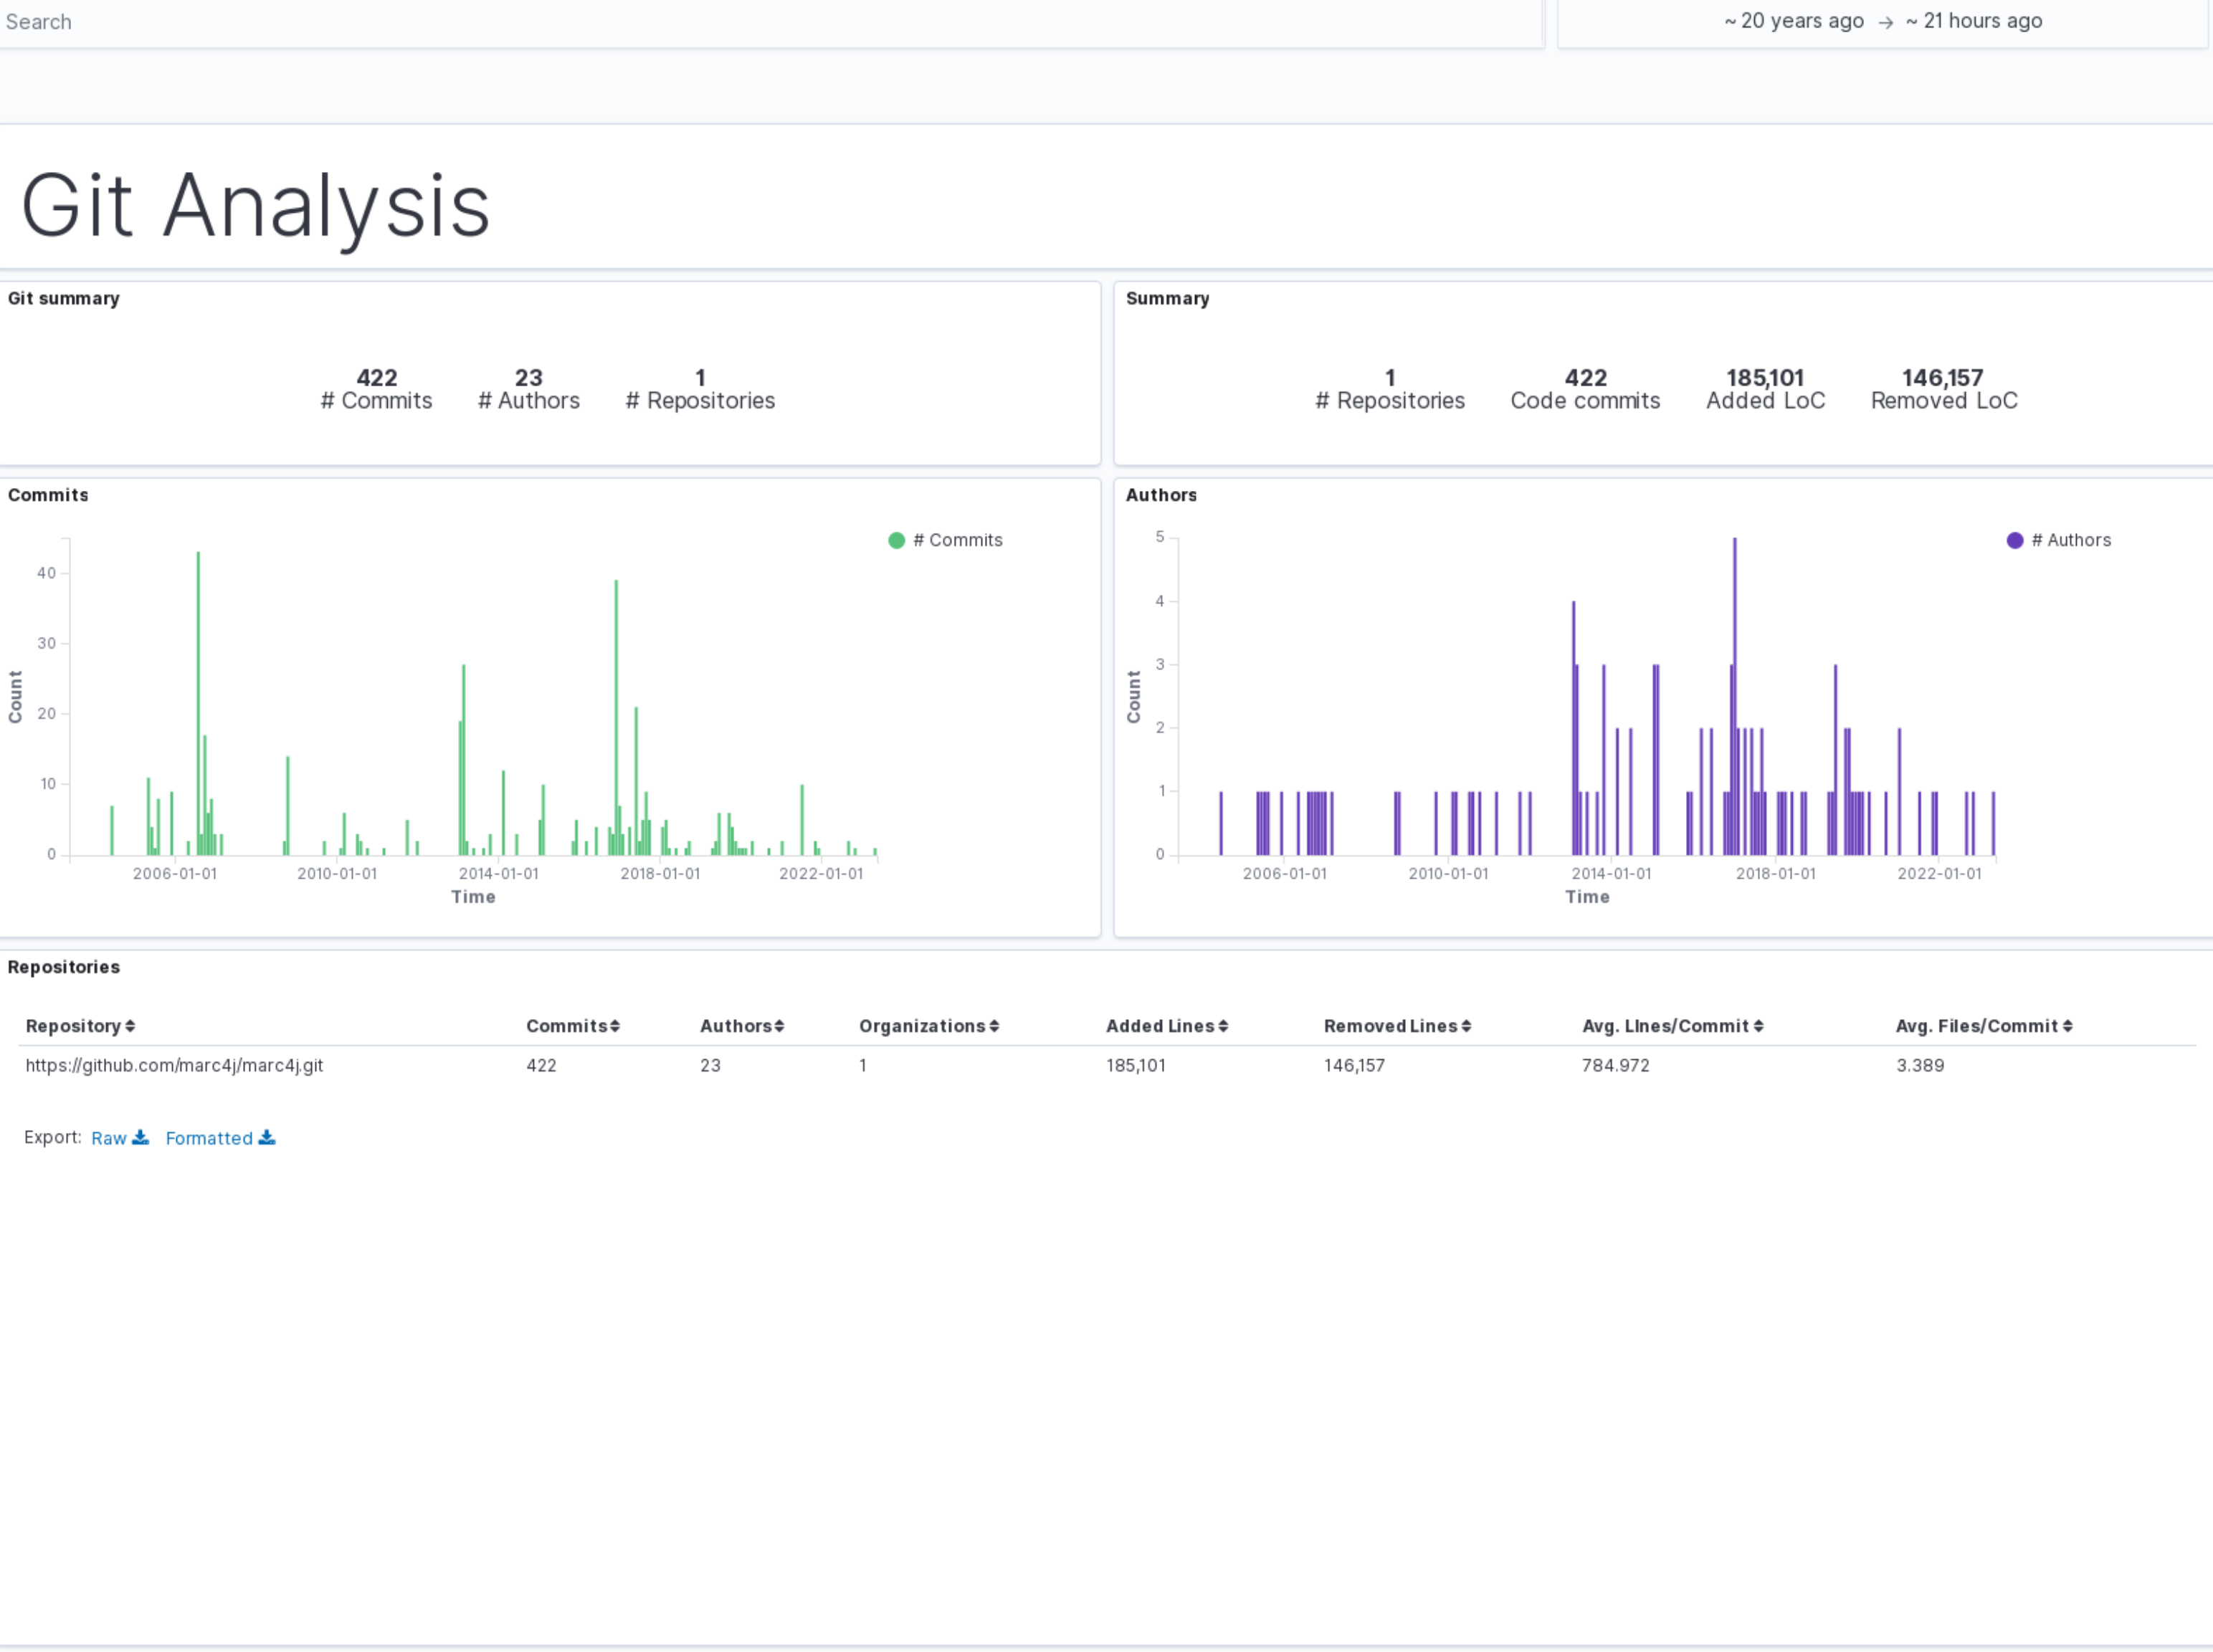 Search
~ 20 years ago → ~ 21 hours ago
Git Analysis
Git summary
422 23 1
# Commits # Authors # Repositories
Summary
1 422 185,101 146,157
# Repositories Code commits Added LoC Removed LoC
Commits
# Commits
40
30
20
10
0
Count
2006-01-01 2010-01-01 2014-01-01 2018-01-01 2022-01-01
Time
Authors
# Authors
5
4
3
2
1
0
Count
2006-01-01 2010-01-01 2014-01-01 2018-01-01 2022-01-01
Time
Repositories
Repository Commits Authors Organizations Added Lines Removed Lines Avg. LInes/Commit Avg. Files/Commit
https://github.com/marc4j/marc4j.git 422 23 1 185,101 146,157 784.972 3.389
Export: Raw Formatted